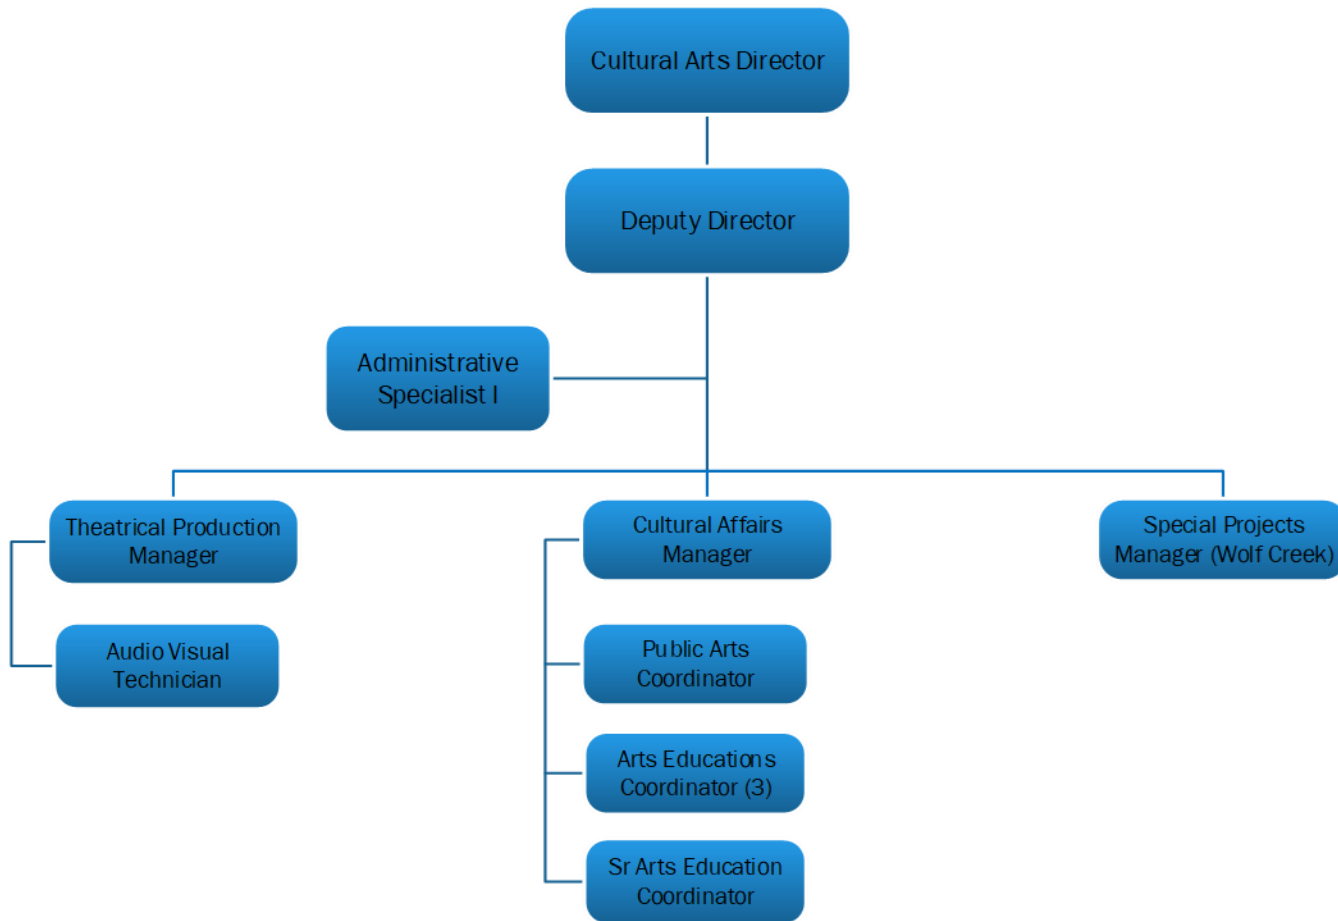 Cultural Arts Director
Deputy Director
Administrative
Specialist I
Theatrical Production
Manager
Cultural Affairs
Manager
Special Projects
Manager (Wolf Creek)
Audio Visual
Technician
Public Arts
Coordinator
Arts Educations
Coordinator (3)
Sr Arts Education
Coordinator